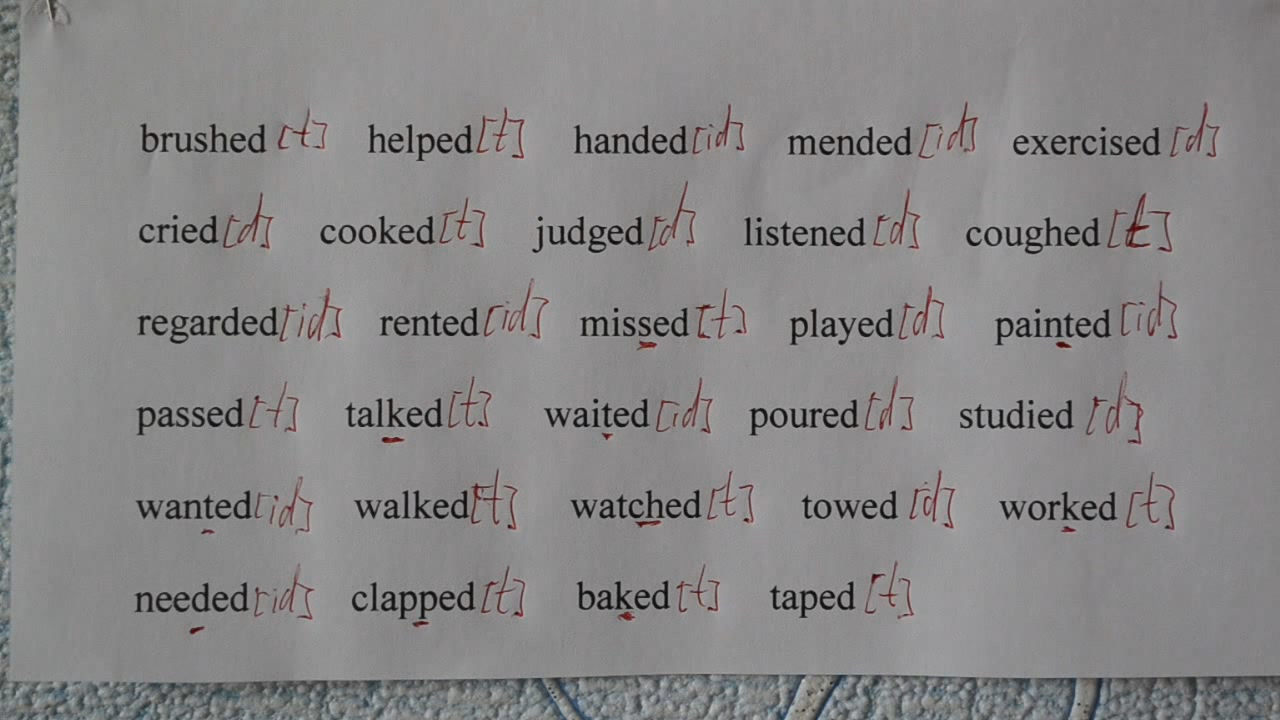 brushed [t] helped [t] handed [id] mended [id] exercised [d]
cried [d] cooked [t] judged [d] listened [d] coughed [t]
regarded [id] rented [id] missed [t] played [d] painted [id]
passed [t] talked [t] waited [id] poured [d] studied [d]
wanted [id] walked [t] watched [t] towed [d] worked [t]
needed [id] clapped [t] baked [t] taped [t]